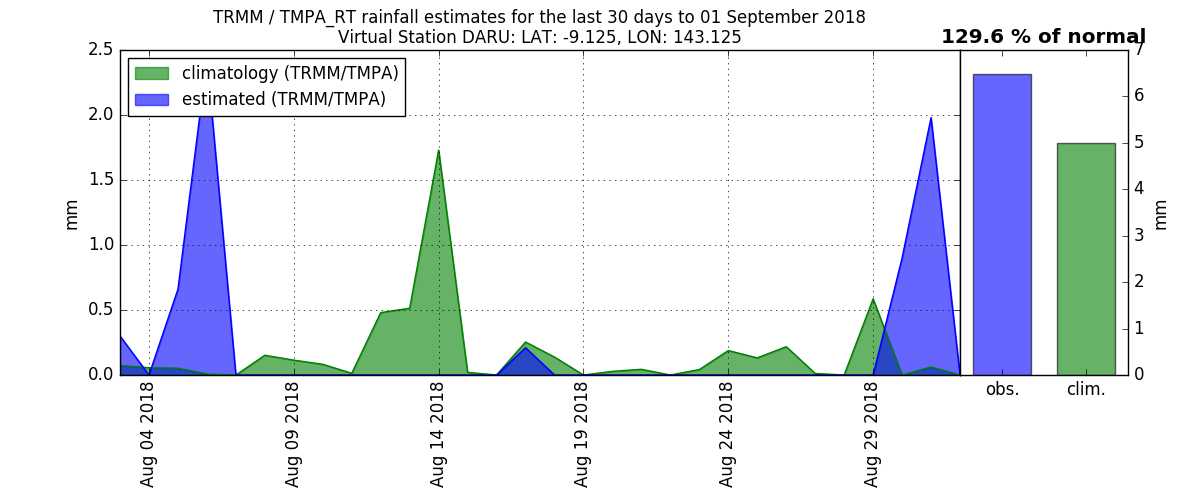 TRMM / TMPA_RT rainfall estimates for the last 30 days to 01 September 2018
Virtual Station DARU: LAT: -9.125, LON: 143.125
129.6 % of normal
climatology (TRMM/TMPA)
estimated (TRMM/TMPA)
2.5
2.0
1.5
1.0
0.5
0.0
mm
Aug 04 2018
Aug 09 2018
Aug 14 2018
Aug 19 2018
Aug 24 2018
Aug 29 2018
7
6
5
4
3
2
1
0
mm
obs.
clim.